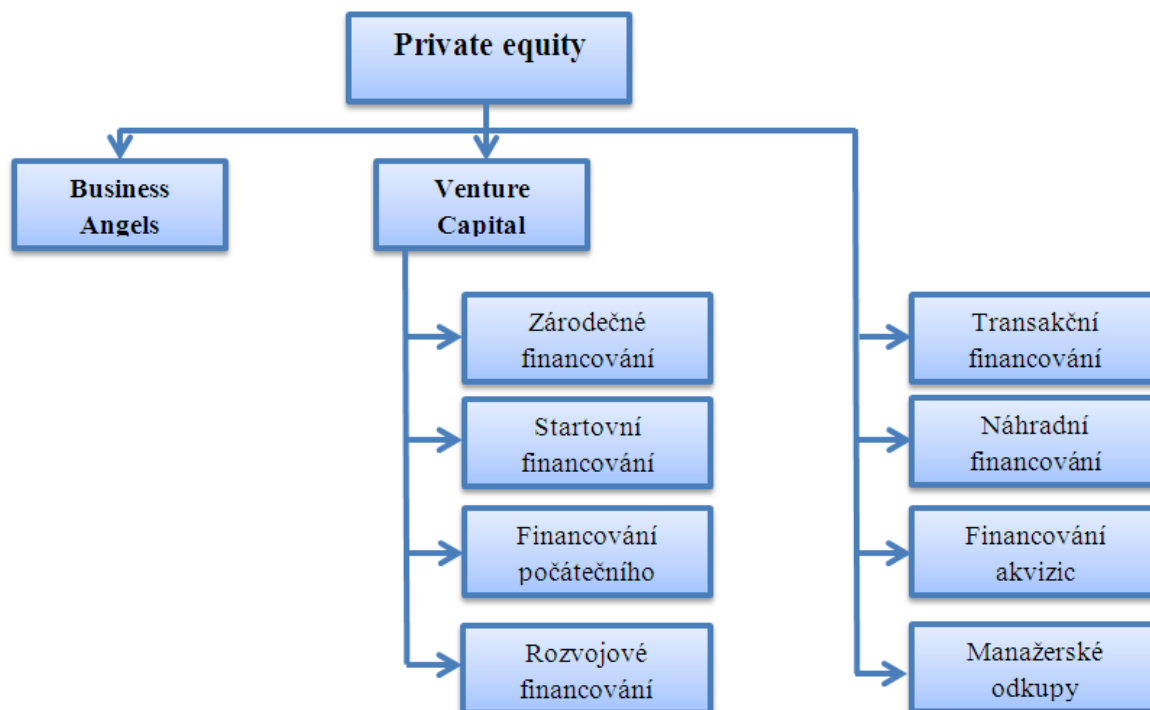 Private equity
Business
Angels
Venture
Capital
Zárodečné
financování
Startovní
financování
Financování
počátečního
Rozvojové
financování
Transakční
financování
Náhradní
financování
Financování
akvizic
Manažerské
odkupy